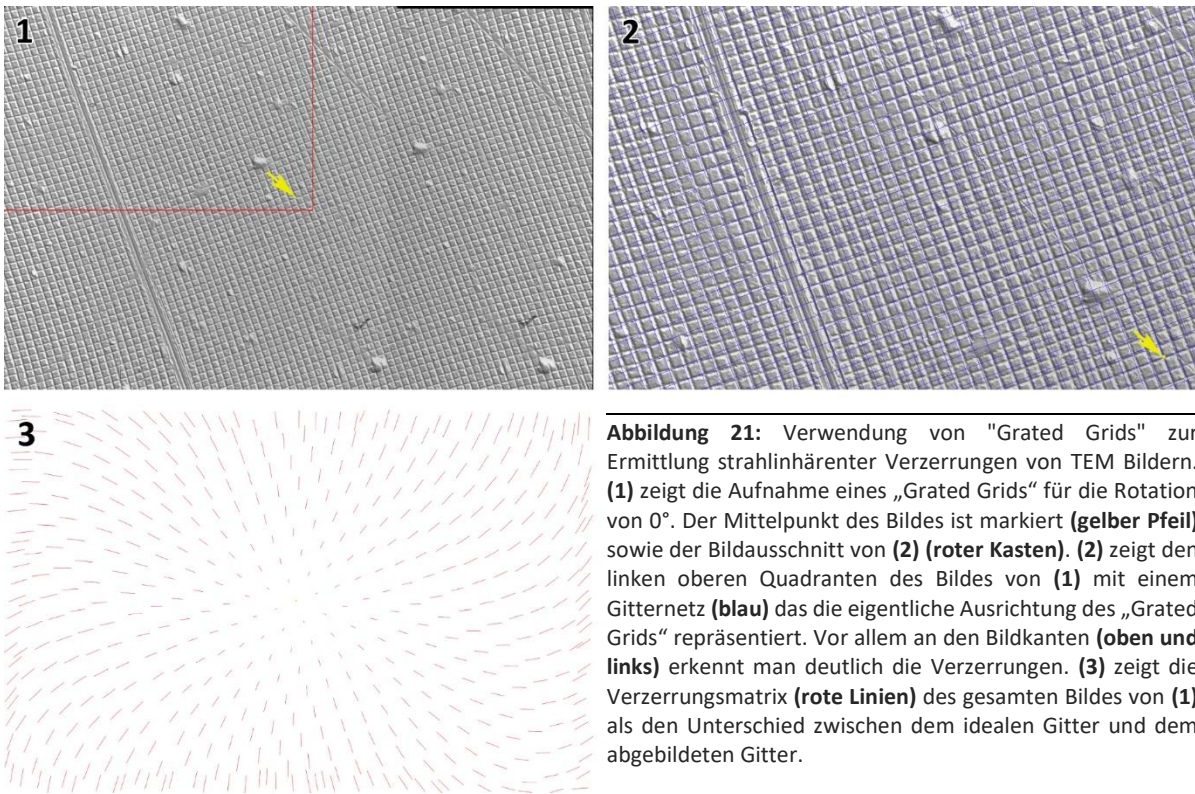 1
2
3
Abbildung 21: Verwendung von "Grated Grids" zur
Ermittlung strahlinhärenter Verzerrungen von TEM Bildern.
(1) zeigt die Aufnahme eines „Grated Grids“ für die Rotation
von 0°. Der Mittelpunkt des Bildes ist markiert (gelber Pfeil)
sowie der Bildausschnitt von (2) (roter Kasten). (2) zeigt den
linken oberen Quadranten des Bildes von (1) mit einem
Gitternetz (blau) das die eigentliche Ausrichtung des „Grated
Grids“ repräsentiert. Vor allem an den Bildkanten (oben und
links) erkennt man deutlich die Verzerrungen. (3) zeigt die
Verzerrungsmatrix (rote Linien) des gesamten Bildes von (1)
als den Unterschied zwischen dem idealen Gitter und dem
abgebildeten Gitter.